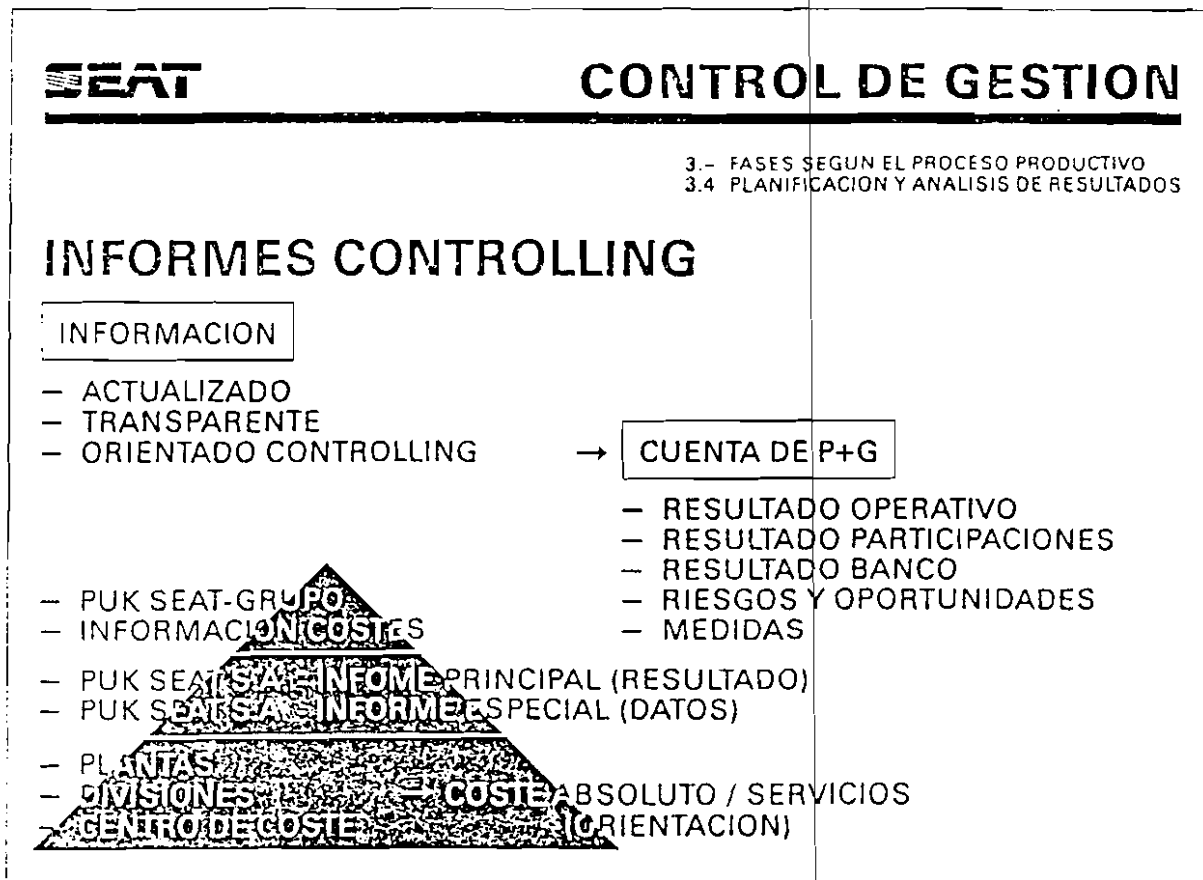 SEAT
CONTROL DE GESTION
3.- FASES SEGUN EL PROCESO PRODUCTIVO
3.4 PLANIFICACION Y ANALISIS DE RESULTADOS
INFORMES CONTROLLING
INFORMACION
– ACTUALIZADO
– TRANSPARENTE
– ORIENTADO CONTROLLING →
CUENTA DE P+G
– RESULTADO OPERATIVO
– RESULTADO PARTICIPACIONES
– RESULTADO BANCO
– RIESGOS Y OPORTUNIDADES
– MEDIDAS
– PUK SEAT-GRUPO
– INFORMACION COSTES
– PUK SEAT S.A. – INFOME PRINCIPAL (RESULTADO)
– PUK SEAT S.A. – INFORME ESPECIAL (DATOS)
– PLANTAS
– DIVISIONES → COSTE ABSOLUTO / SERVICIOS
– CENTRO DE COSTE (ORIENTACION)